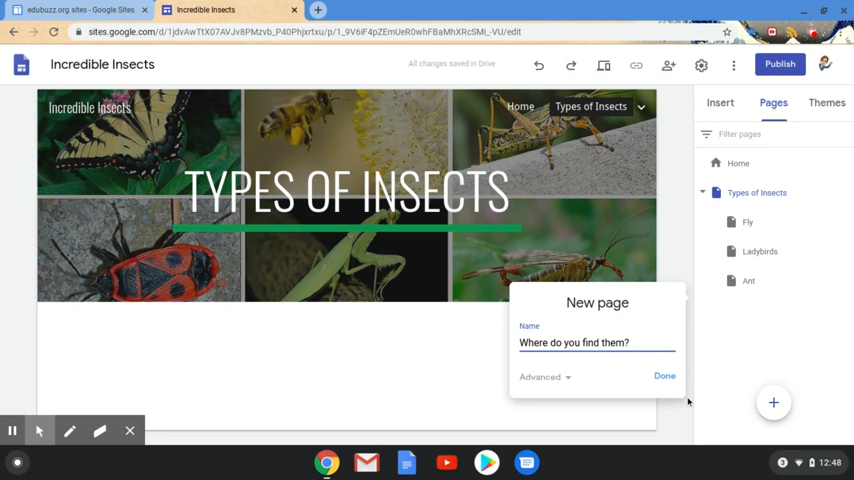 edubuzz.org sites - Google Sites
Incredible Insects
sites.google.com/d/1jdvAwTtX07AVJv8PMzvb_P40Phjxrtxu/p/1_9V6iF4pZEmUeR0whFBaMhXRcSMi_-VU/edit
Incredible Insects
All changes saved in Drive
Publish
Insert
Pages
Themes
Incredible Insects
Home
Types of Insects
Filter pages
Home
TYPES OF INSECTS
Types of Insects
Fly
Ladybirds
Ant
New page
Name
Where do you find them?
Advanced
Done
3
12:48